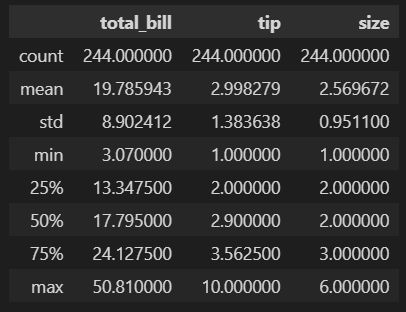 total_bill tip size
count 244.000000 244.000000 244.000000
mean 19.785943 2.998279 2.569672
std 8.902412 1.383638 0.951100
min 3.070000 1.000000 1.000000
25% 13.347500 2.000000 2.000000
50% 17.795000 2.900000 2.000000
75% 24.127500 3.562500 3.000000
max 50.810000 10.000000 6.000000